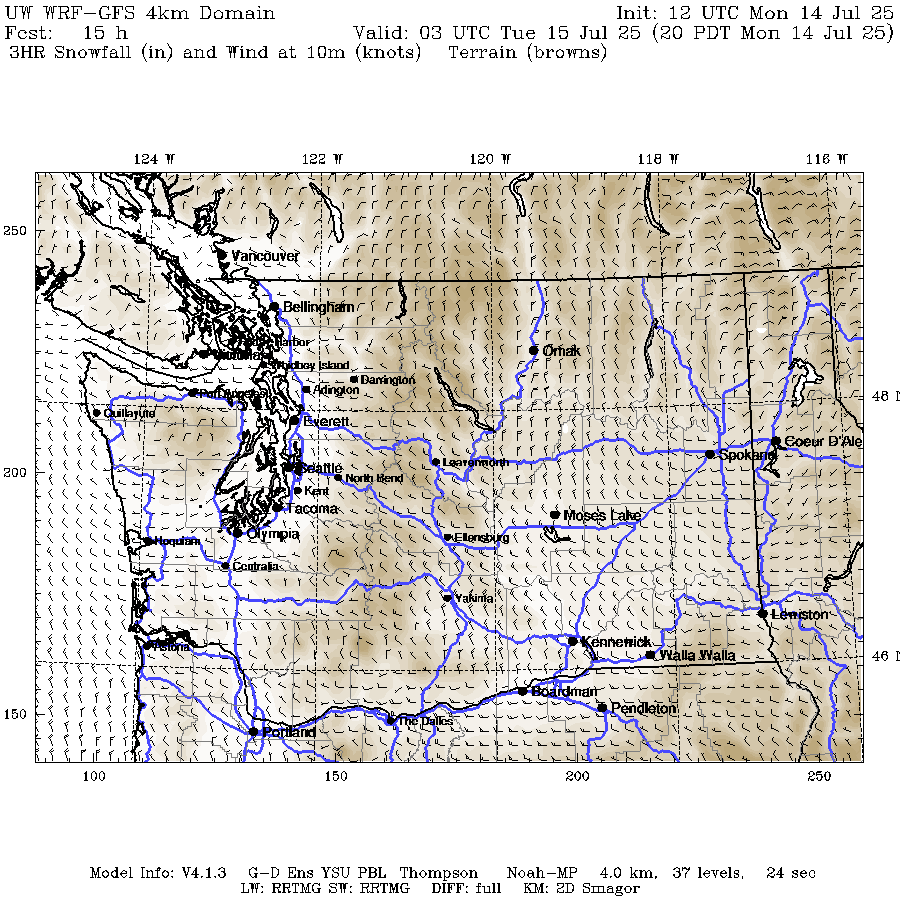 UW WRF-GFS 4km Domain Init: 12 UTC Mon 14 Jul 25
Fcst: 15 h Valid: 03 UTC Tue 15 Jul 25 (20 PDT Mon 14 Jul 25)
3HR Snowfall (in) and Wind at 10m (knots) Terrain (browns)
124 W 122 W 120 W 118 W 116 W
250
Vancouver
Bellingham
Omak
Whidbey Island
Darrington
Arlington
Port Angeles
48 N
Quillayute
Everett
Coeur D'Ale
Spokane
Leavenworth
200
Seattle
North Bend
Kent
Tacoma
Moses Lake
Olympia
Ellensburg
Hoquiam
Centralia
Yakima
Lewiston
Kennewick
Astoria
Walla Walla
46 N
Boardman
Pendleton
150
The Dalles
Portland
100 150 200 250
Model Info: V4.1.3 G-D Ens YSU PBL Thompson Noah-MP 4.0 km, 37 levels, 24 sec
LW: RRTMG SW: RRTMG DIFF: full KM: 2D Smagor